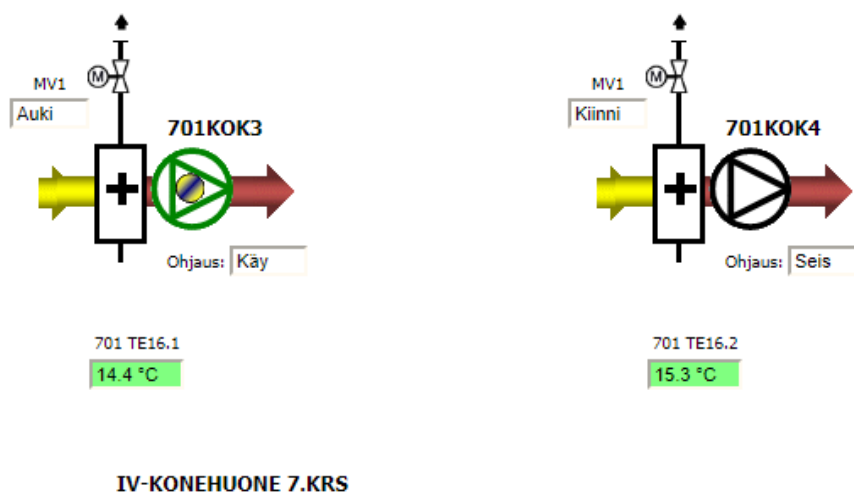 MV1
M
Auki
701KOK3
Ohjaus: Käy
701 TE16.1
14.4 °C
MV1
M
Kiinni
701KOK4
Ohjaus: Seis
701 TE16.2
15.3 °C
IV-KONEHUONE 7.KRS